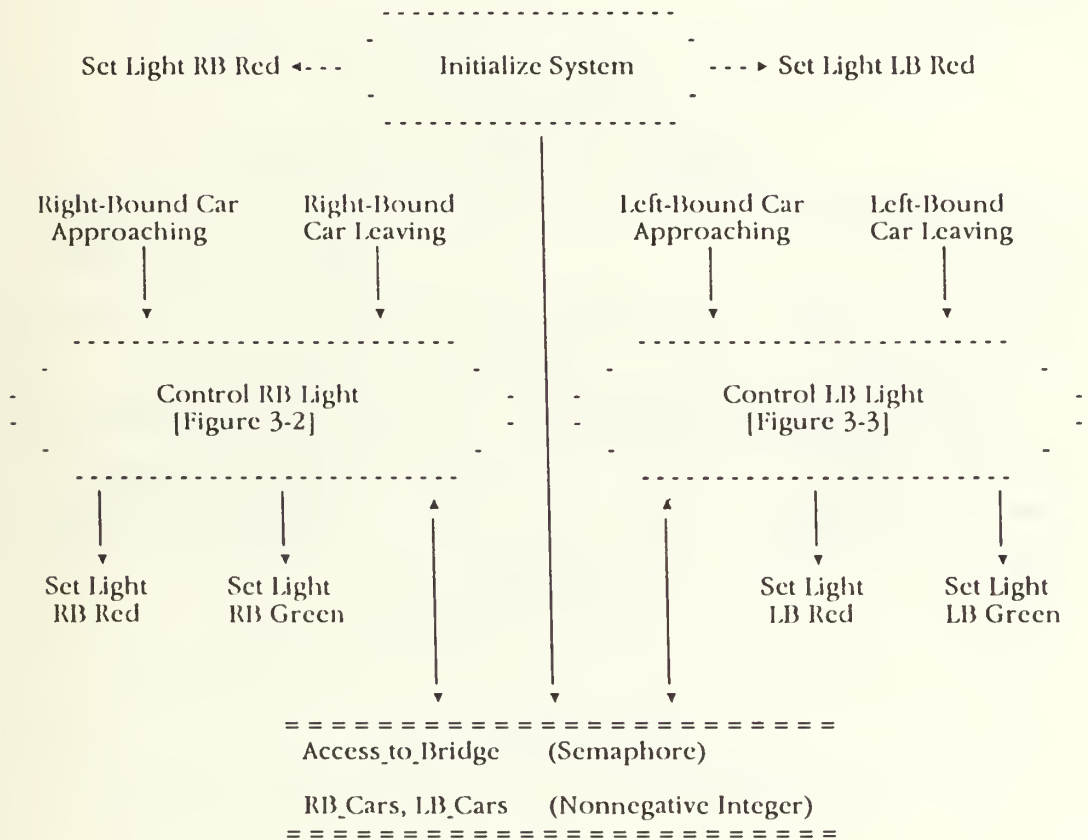 Set Light RB Red
Initialize System
Set Light LB Red
Right-Bound Car
Approaching
Right-Bound
Car Leaving
Left-Bound Car
Approaching
Left-Bound
Car Leaving
Control RB Light
[Figure 3-2]
Control LB Light
[Figure 3-3]
Set Light
RB Red
Set Light
RB Green
Set Light
LB Red
Set Light
LB Green
Access_to_Bridge (Semaphore)
RB_Cars, LB_Cars (Nonnegative Integer)